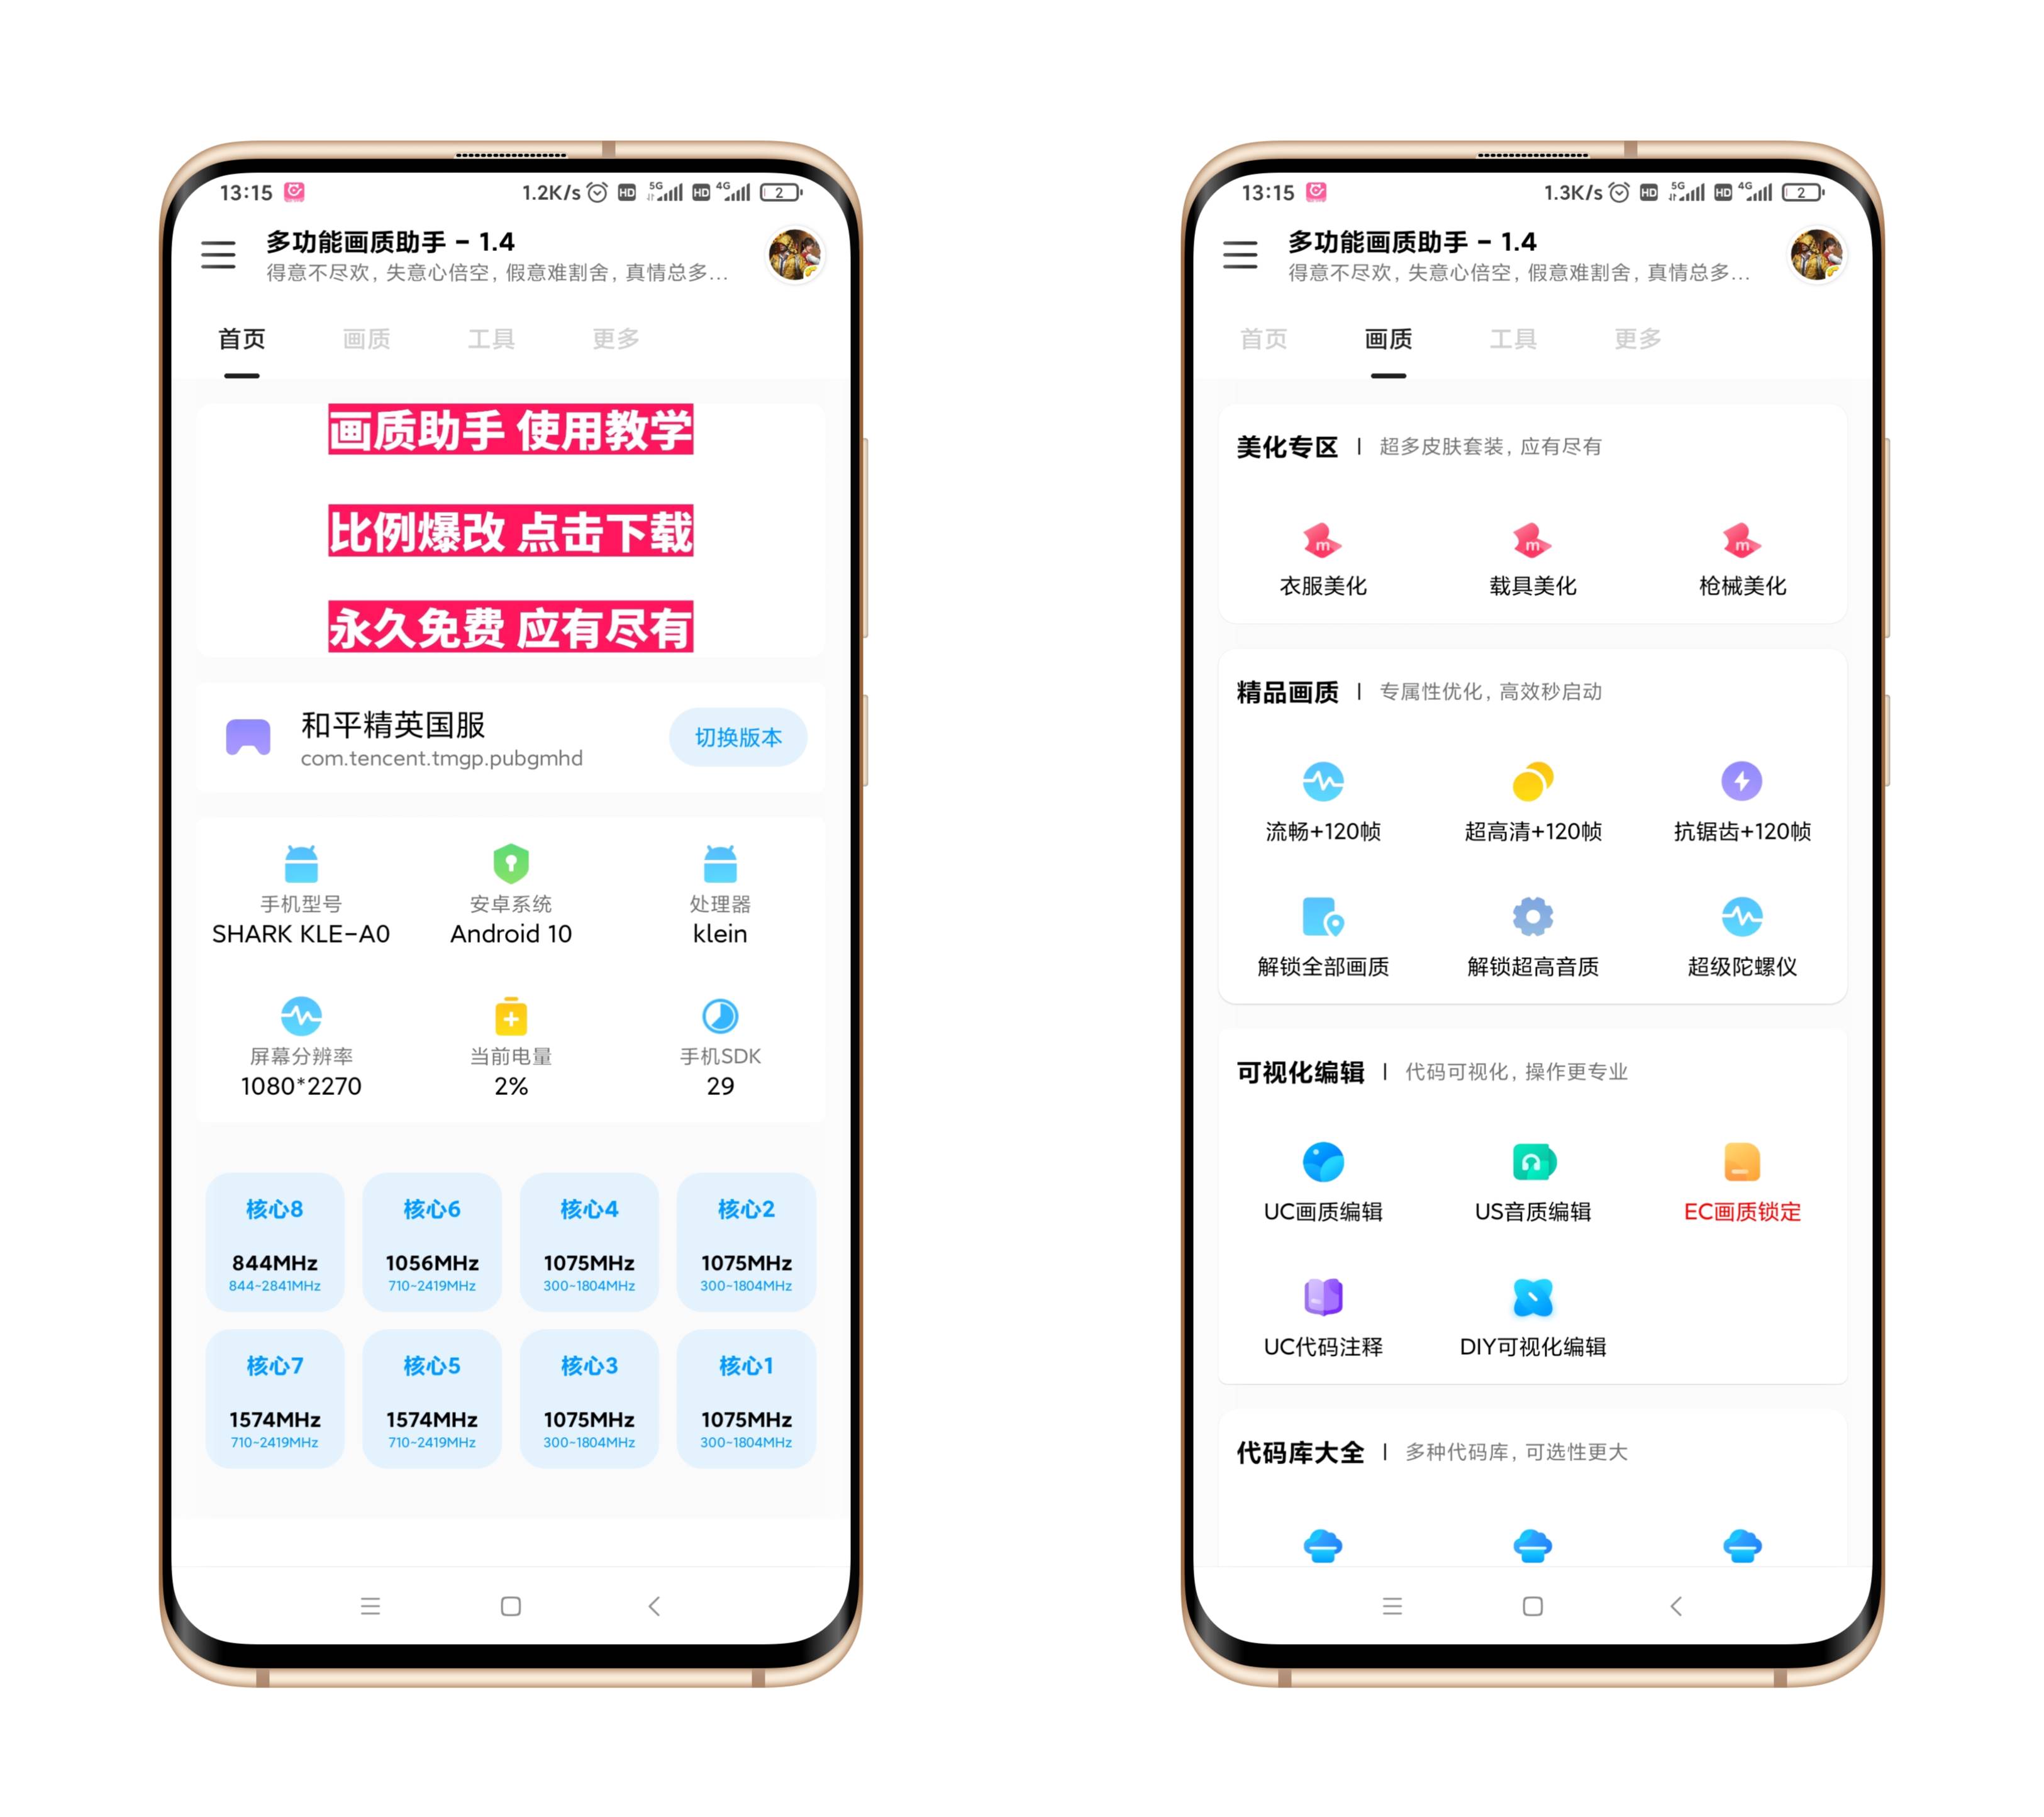 13:15 1.2K/s HD 5G HD 4G 2
多功能画质助手 - 1.4
得意不尽欢, 失意心倍空, 假意难割舍, 真情总多...
首页 画质 工具 更多
画质助手 使用教学
比例爆改 点击下载
永久免费 应有尽有
和平精英国服
com.tencent.tmgp.pubgmhd
切换版本
手机型号 安卓系统 处理器
SHARK KLE-A0 Android 10 klein
屏幕分辨率 当前电量 手机SDK
1080*2270 2% 29
核心8 核心6 核心4 核心2
844MHz 1056MHz 1075MHz 1075MHz
844~2841MHz 710~2419MHz 300~1804MHz 300~1804MHz
核心7 核心5 核心3 核心1
1574MHz 1574MHz 1075MHz 1075MHz
710~2419MHz 710~2419MHz 300~1804MHz 300~1804MHz
13:15 1.3K/s HD 5G HD 4G 2
多功能画质助手 - 1.4
得意不尽欢, 失意心倍空, 假意难割舍, 真情总多...
首页 画质 工具 更多
美化专区 | 超多皮肤套装, 应有尽有
m m m
衣服美化 载具美化 枪械美化
精品画质 | 专属性优化, 高效秒启动
流畅+120帧 超高清+120帧 抗锯齿+120帧
解锁全部画质 解锁超高音质 超级陀螺仪
可视化编辑 | 代码可视化, 操作更专业
UC画质编辑 US音质编辑 EC画质锁定
UC代码注释 DIY可视化编辑
代码库大全 | 多种代码库, 可选性更大